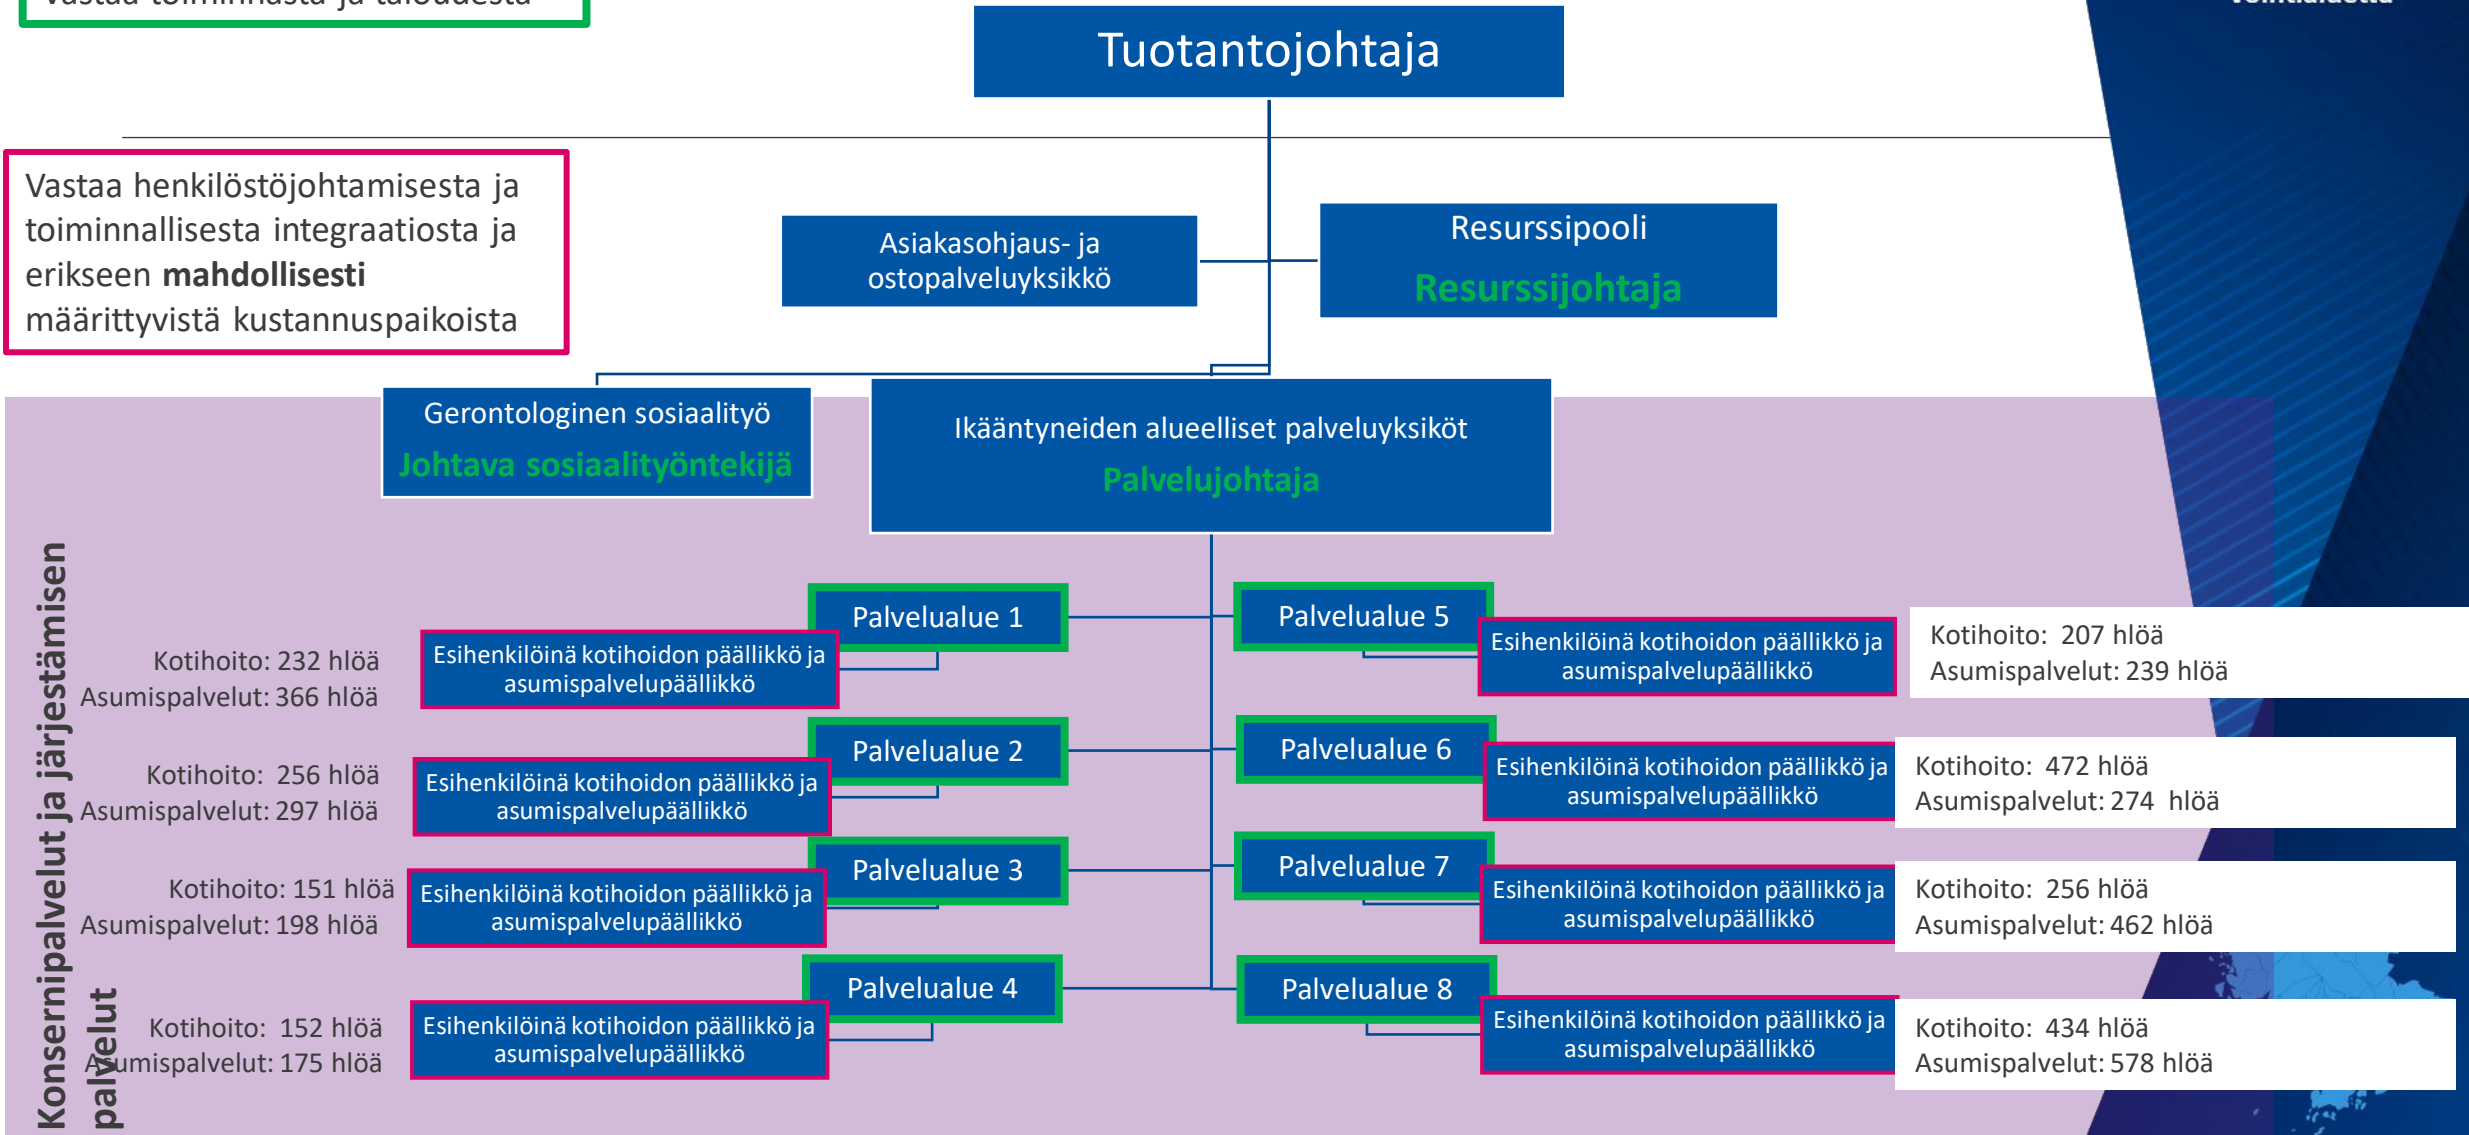 vastaa toiminnasta ja taloudesta
Tuotantojohtaja
Vastaa henkilöstöjohtamisesta ja
toiminnallisesta integraatiosta ja
erikseen mahdollisesti
määrittyvistä kustannuspaikoista
Asiakasohjaus- ja
ostopalveluyksikkö
Resurssipooli
Resurssijohtaja
Gerontologinen sosiaalityö
Johtava sosiaalityöntekijä
Ikääntyneiden alueelliset palveluyksiköt
Palvelujohtaja
Konsernipalvelut ja järjestämisen
palvelut
Palvelualue 1
Esihenkilöinä kotihoidon päällikkö ja
asumispalvelupäällikkö
Kotihoito: 232 hlöä
Asumispalvelut: 366 hlöä
Palvelualue 2
Esihenkilöinä kotihoidon päällikkö ja
asumispalvelupäällikkö
Kotihoito: 256 hlöä
Asumispalvelut: 297 hlöä
Palvelualue 3
Esihenkilöinä kotihoidon päällikkö ja
asumispalvelupäällikkö
Kotihoito: 151 hlöä
Asumispalvelut: 198 hlöä
Palvelualue 4
Esihenkilöinä kotihoidon päällikkö ja
asumispalvelupäällikkö
Kotihoito: 152 hlöä
Asumispalvelut: 175 hlöä
Palvelualue 5
Esihenkilöinä kotihoidon päällikkö ja
asumispalvelupäällikkö
Kotihoito: 207 hlöä
Asumispalvelut: 239 hlöä
Palvelualue 6
Esihenkilöinä kotihoidon päällikkö ja
asumispalvelupäällikkö
Kotihoito: 472 hlöä
Asumispalvelut: 274 hlöä
Palvelualue 7
Esihenkilöinä kotihoidon päällikkö ja
asumispalvelupäällikkö
Kotihoito: 256 hlöä
Asumispalvelut: 462 hlöä
Palvelualue 8
Esihenkilöinä kotihoidon päällikkö ja
asumispalvelupäällikkö
Kotihoito: 434 hlöä
Asumispalvelut: 578 hlöä